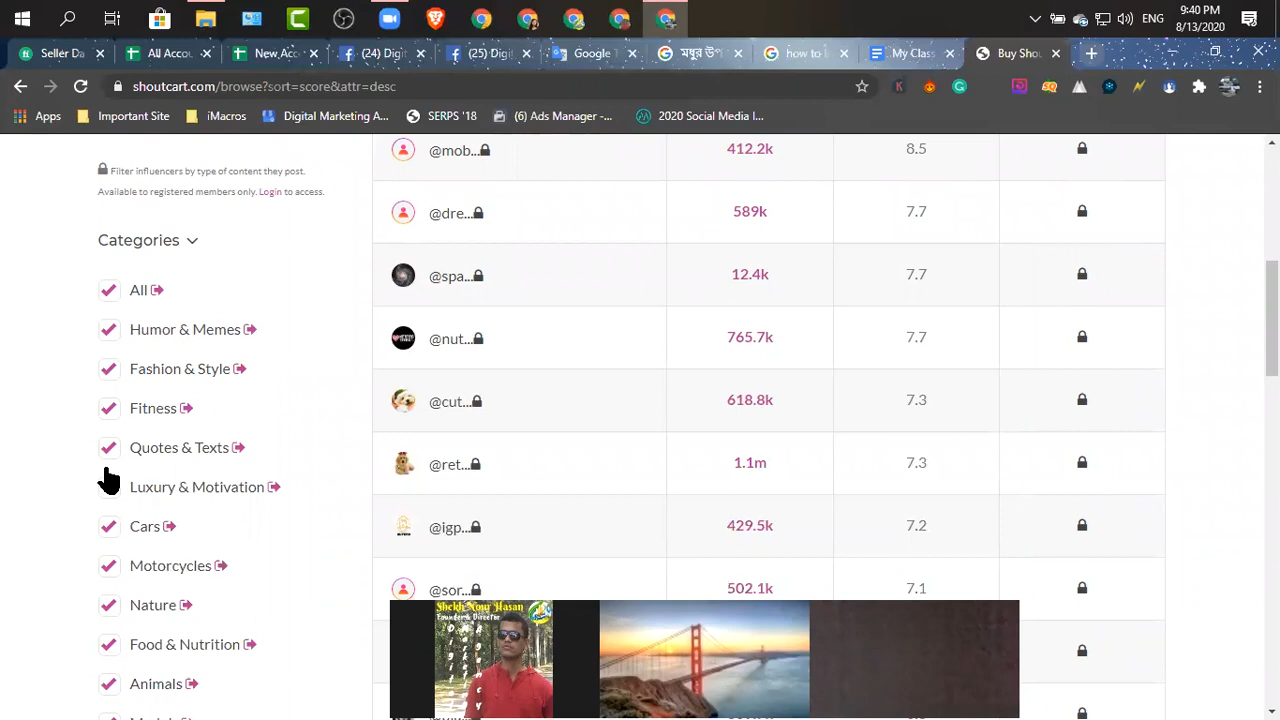 9:40 PM
ENG
8/13/2020
Seller Da
All Accou
New_Acc
(24) Digi
(25) Digi
Google T
মধুর উপ
how to l
My Class
Buy Shou
shoutcart.com/browse?sort=score&attr=desc
Apps
Important Site
iMacros
Digital Marketing A...
SERPS '18
(6) Ads Manager -...
2020 Social Media I...
Filter influencers by type of content they post.
Available to registered members only. Login to access.
Categories
All
Humor & Memes
Fashion & Style
Fitness
Quotes & Texts
Luxury & Motivation
Cars
Motorcycles
Nature
Food & Nutrition
Animals
@mob... 412.2k 8.5
@dre... 589k 7.7
@spa... 12.4k 7.7
@nut... 765.7k 7.7
@cut... 618.8k 7.3
@ret... 1.1m 7.3
@igp... 429.5k 7.2
@sor... 502.1k 7.1
Founder & Director